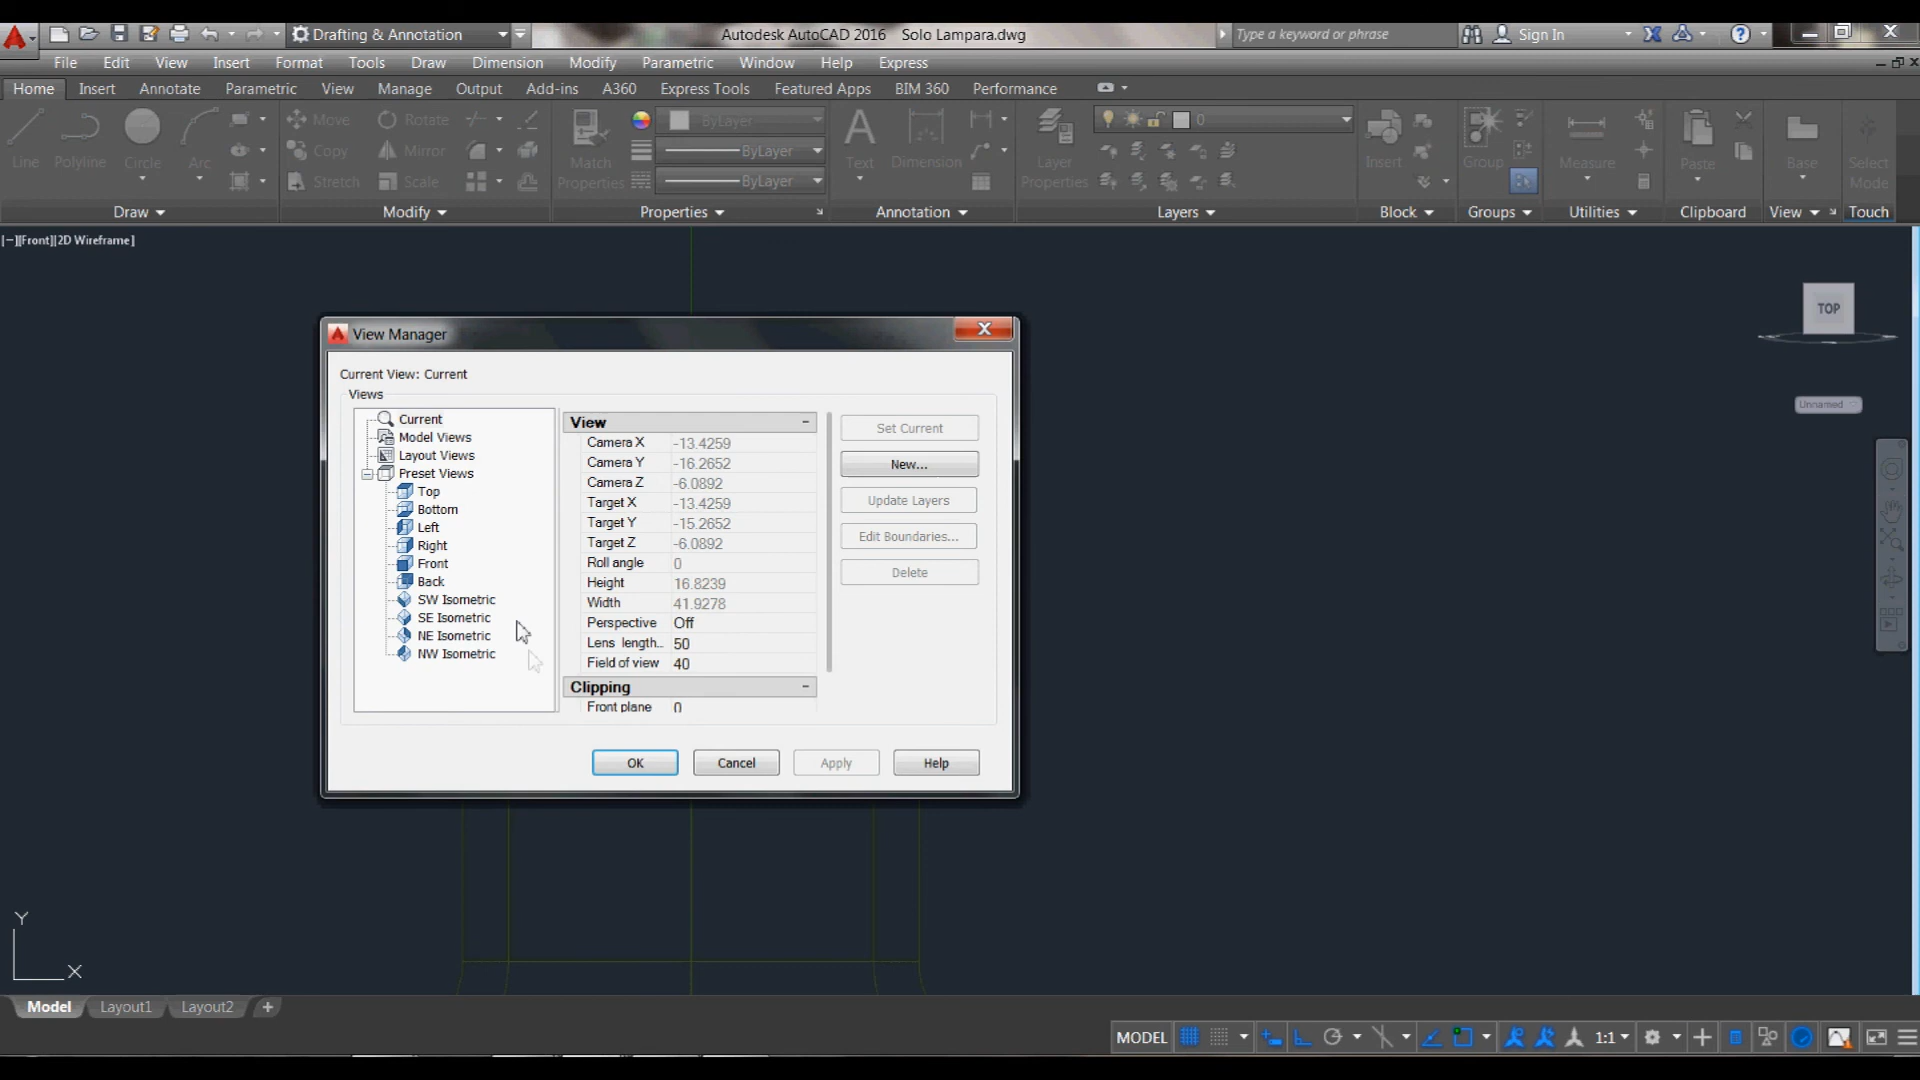 Drafting & Annotation
Autodesk AutoCAD 2016 Solo Lampara.dwg
Type a keyword or phrase
Sign In
File Edit View Insert Format Tools Draw Dimension Modify Parametric Window Help Express
Home Insert Annotate Parametric View Manage Output Add-ins A360 Express Tools Featured Apps BIM 360 Performance
Line Polyline Circle Arc
Move Rotate
Copy Mirror
Stretch Scale
Match Properties
ByLayer
ByLayer
ByLayer
Text Dimension
Layer Properties
0
Insert
Group
Measure
Paste
Base
Select Mode
Draw Modify Properties Annotation Layers Block Groups Utilities Clipboard View Touch
[−][Front][2D Wireframe]
TOP
Unnamed
View Manager
Current View: Current
Views
Current
Model Views
Layout Views
Preset Views
Top
Bottom
Left
Right
Front
Back
SW Isometric
SE Isometric
NE Isometric
NW Isometric
View
Camera X -13.4259
Camera Y -16.2652
Camera Z -6.0892
Target X -13.4259
Target Y -15.2652
Target Z -6.0892
Roll angle 0
Height 16.8239
Width 41.9278
Perspective Off
Lens length.. 50
Field of view 40
Clipping
Front plane 0
Set Current
New...
Update Layers
Edit Boundaries...
Delete
OK Cancel Apply Help
Y
X
Model Layout1 Layout2 +
MODEL 1:1